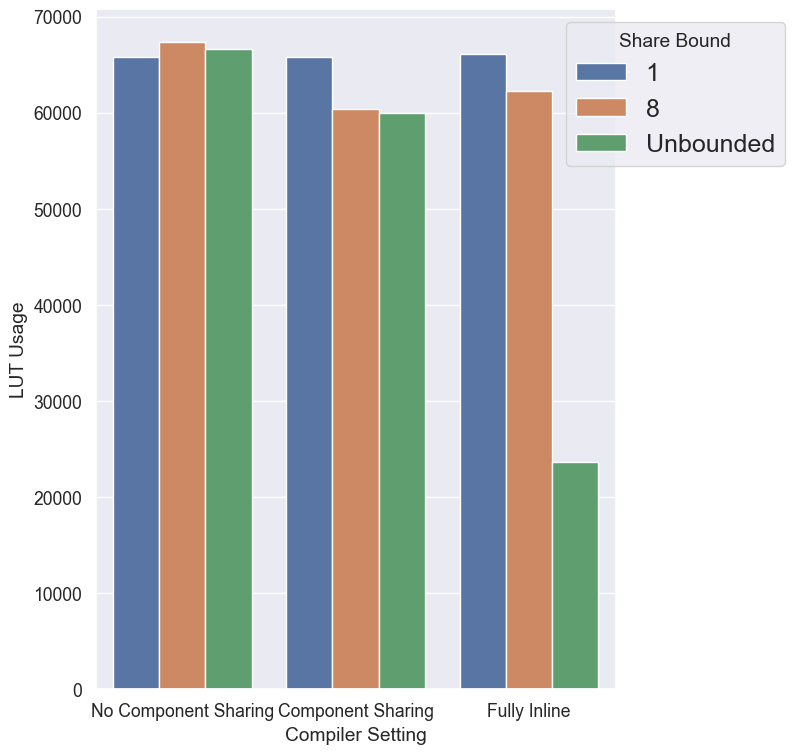 70000
60000
50000
40000
30000
20000
10000
0
LUT Usage
No Component Sharing
Component Sharing
Fully Inline
Compiler Setting
Share Bound
1
8
Unbounded